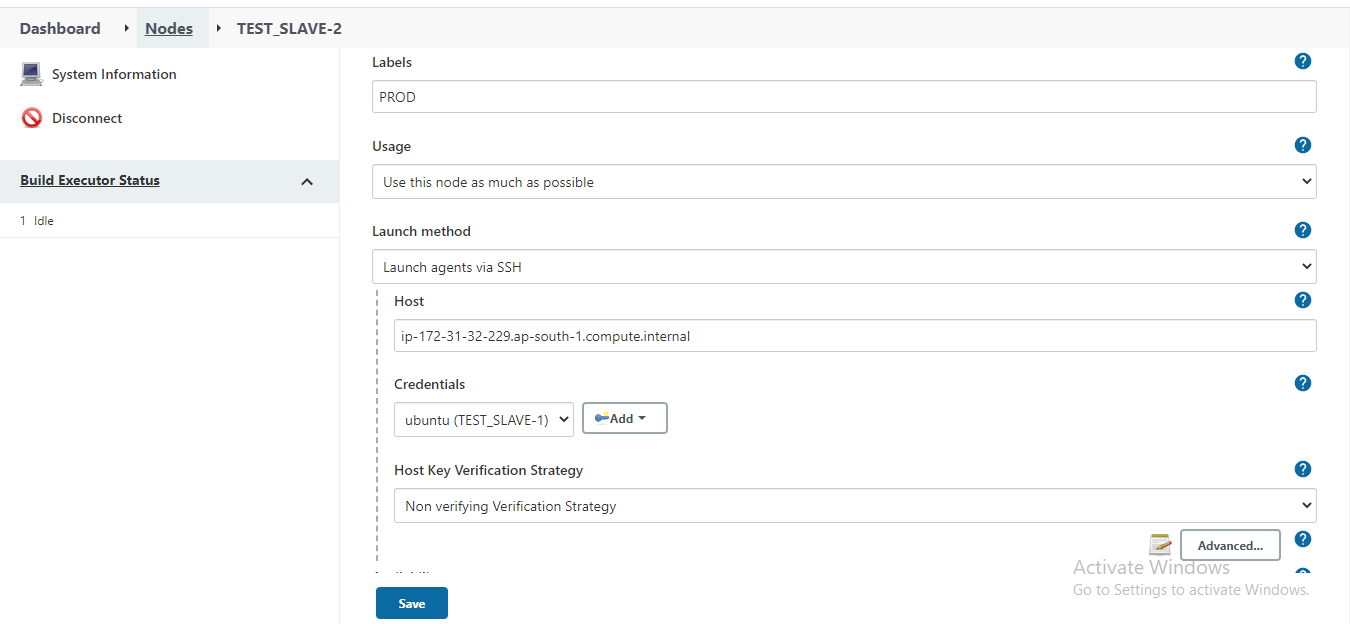 Dashboard Nodes TEST_SLAVE-2
System Information
Disconnect
Build Executor Status
1 Idle
Labels
PROD
Usage
Use this node as much as possible
Launch method
Launch agents via SSH
Host
ip-172-31-32-229.ap-south-1.compute.internal
Credentials
ubuntu (TEST_SLAVE-1) Add
Host Key Verification Strategy
Non verifying Verification Strategy
Advanced...
Save
Activate Windows
Go to Settings to activate Windows.